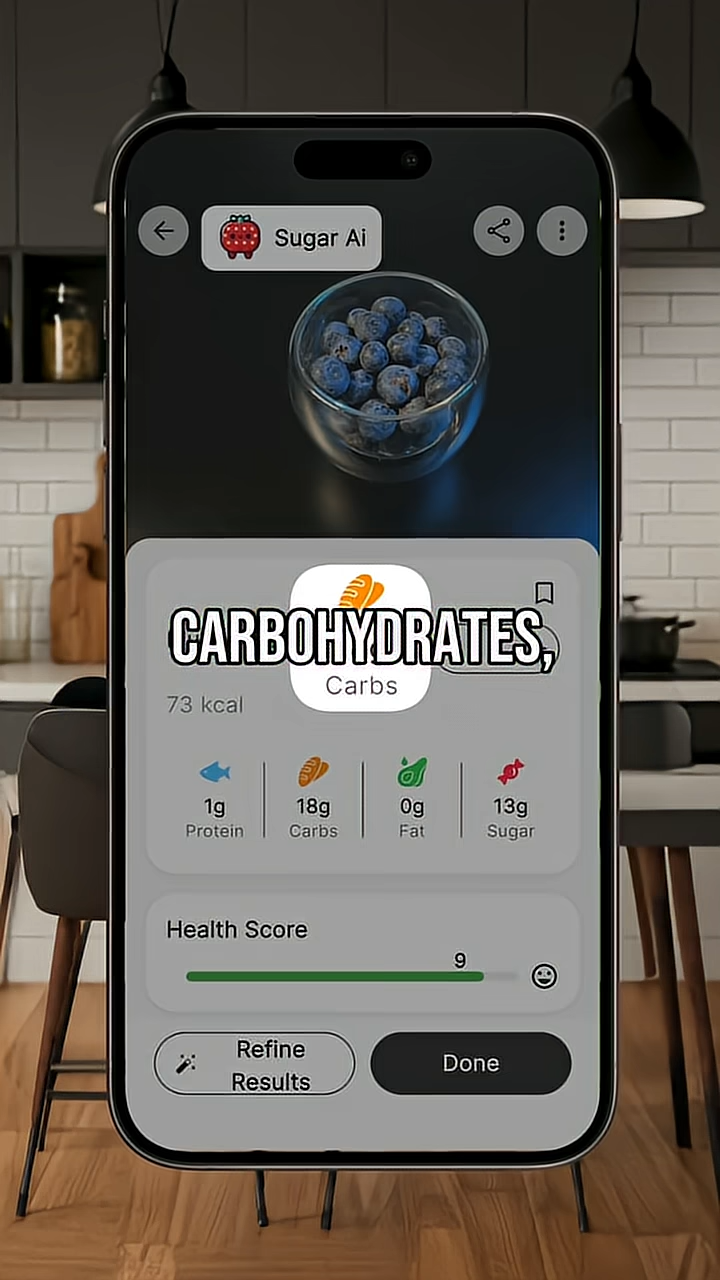 Sugar Ai
CARBOHYDRATES,
Carbs
73 kcal
1g
Protein
18g
Carbs
0g
Fat
13g
Sugar
Health Score
9
Refine
Results
Done